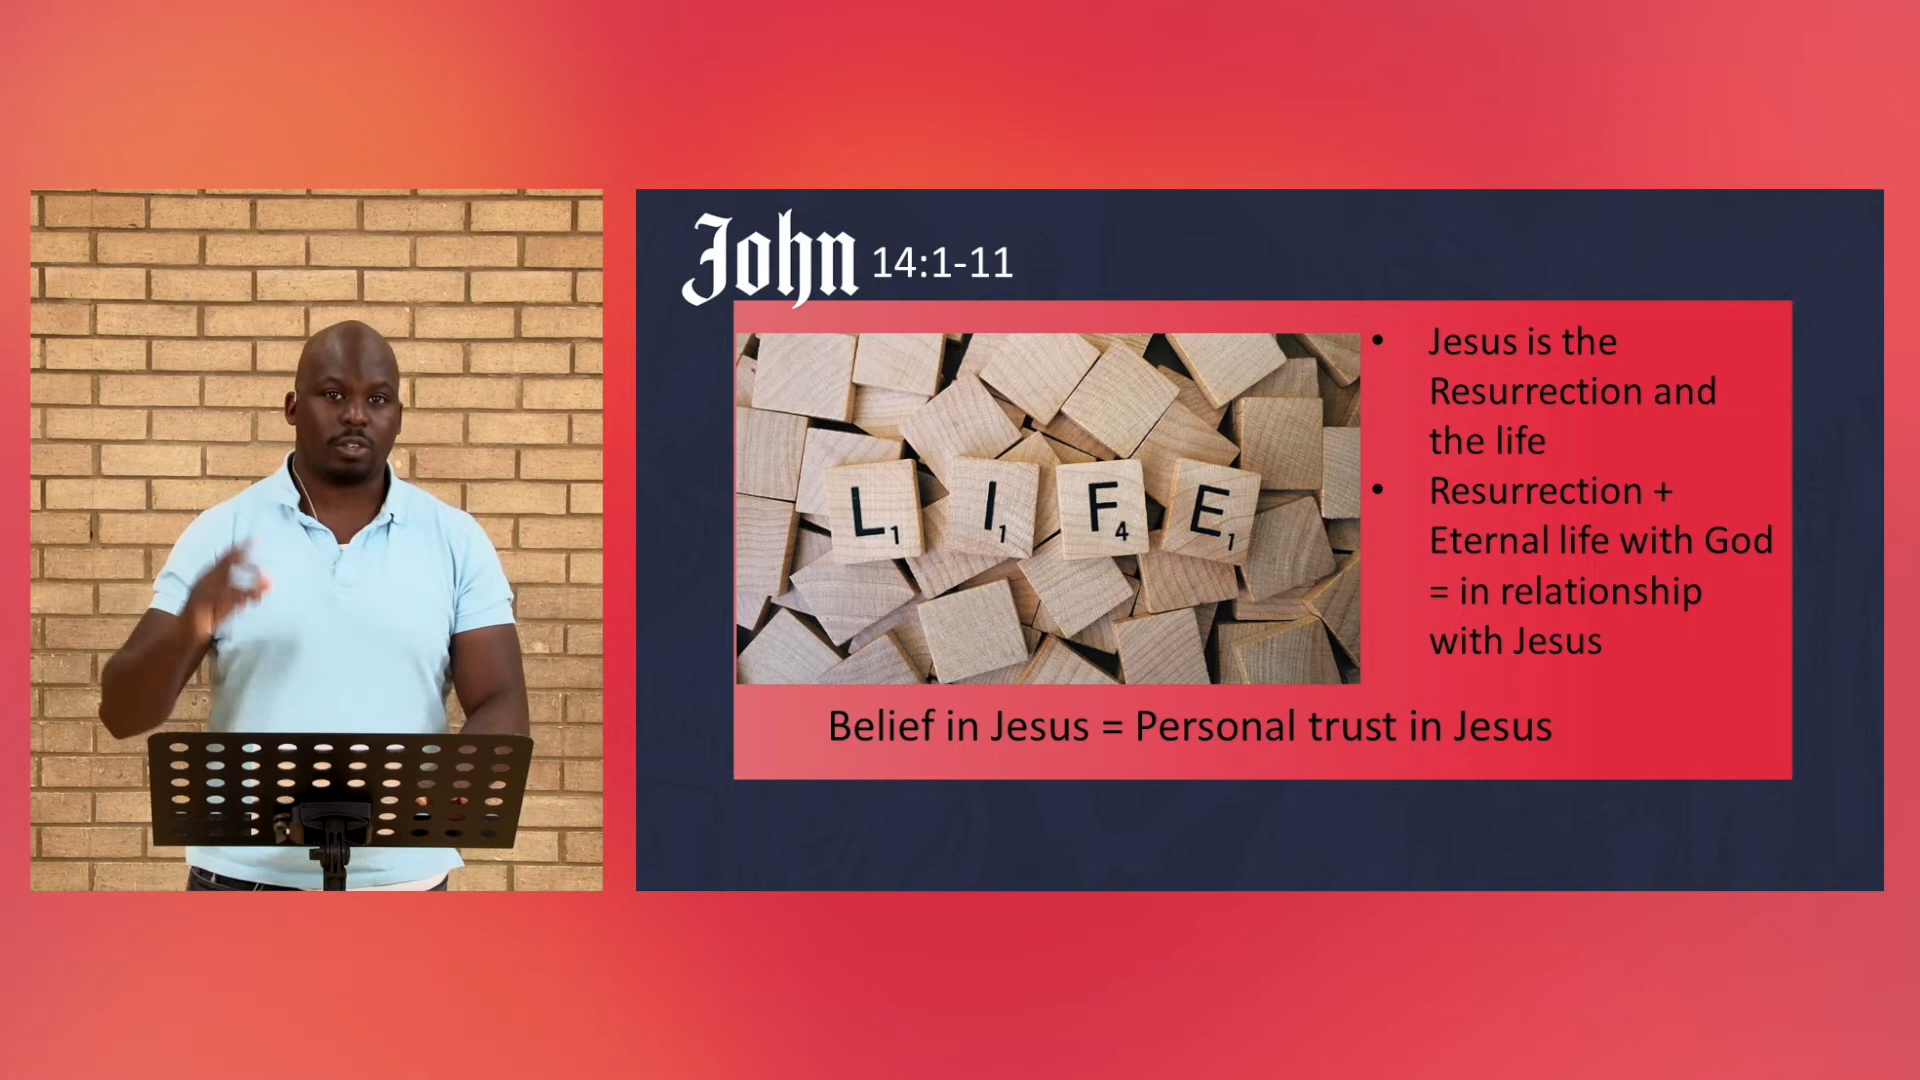 John 14:1-11
L1 I1 F4 E1
• Jesus is the
Resurrection and
the life
• Resurrection +
Eternal life with God
= in relationship
with Jesus
Belief in Jesus = Personal trust in Jesus